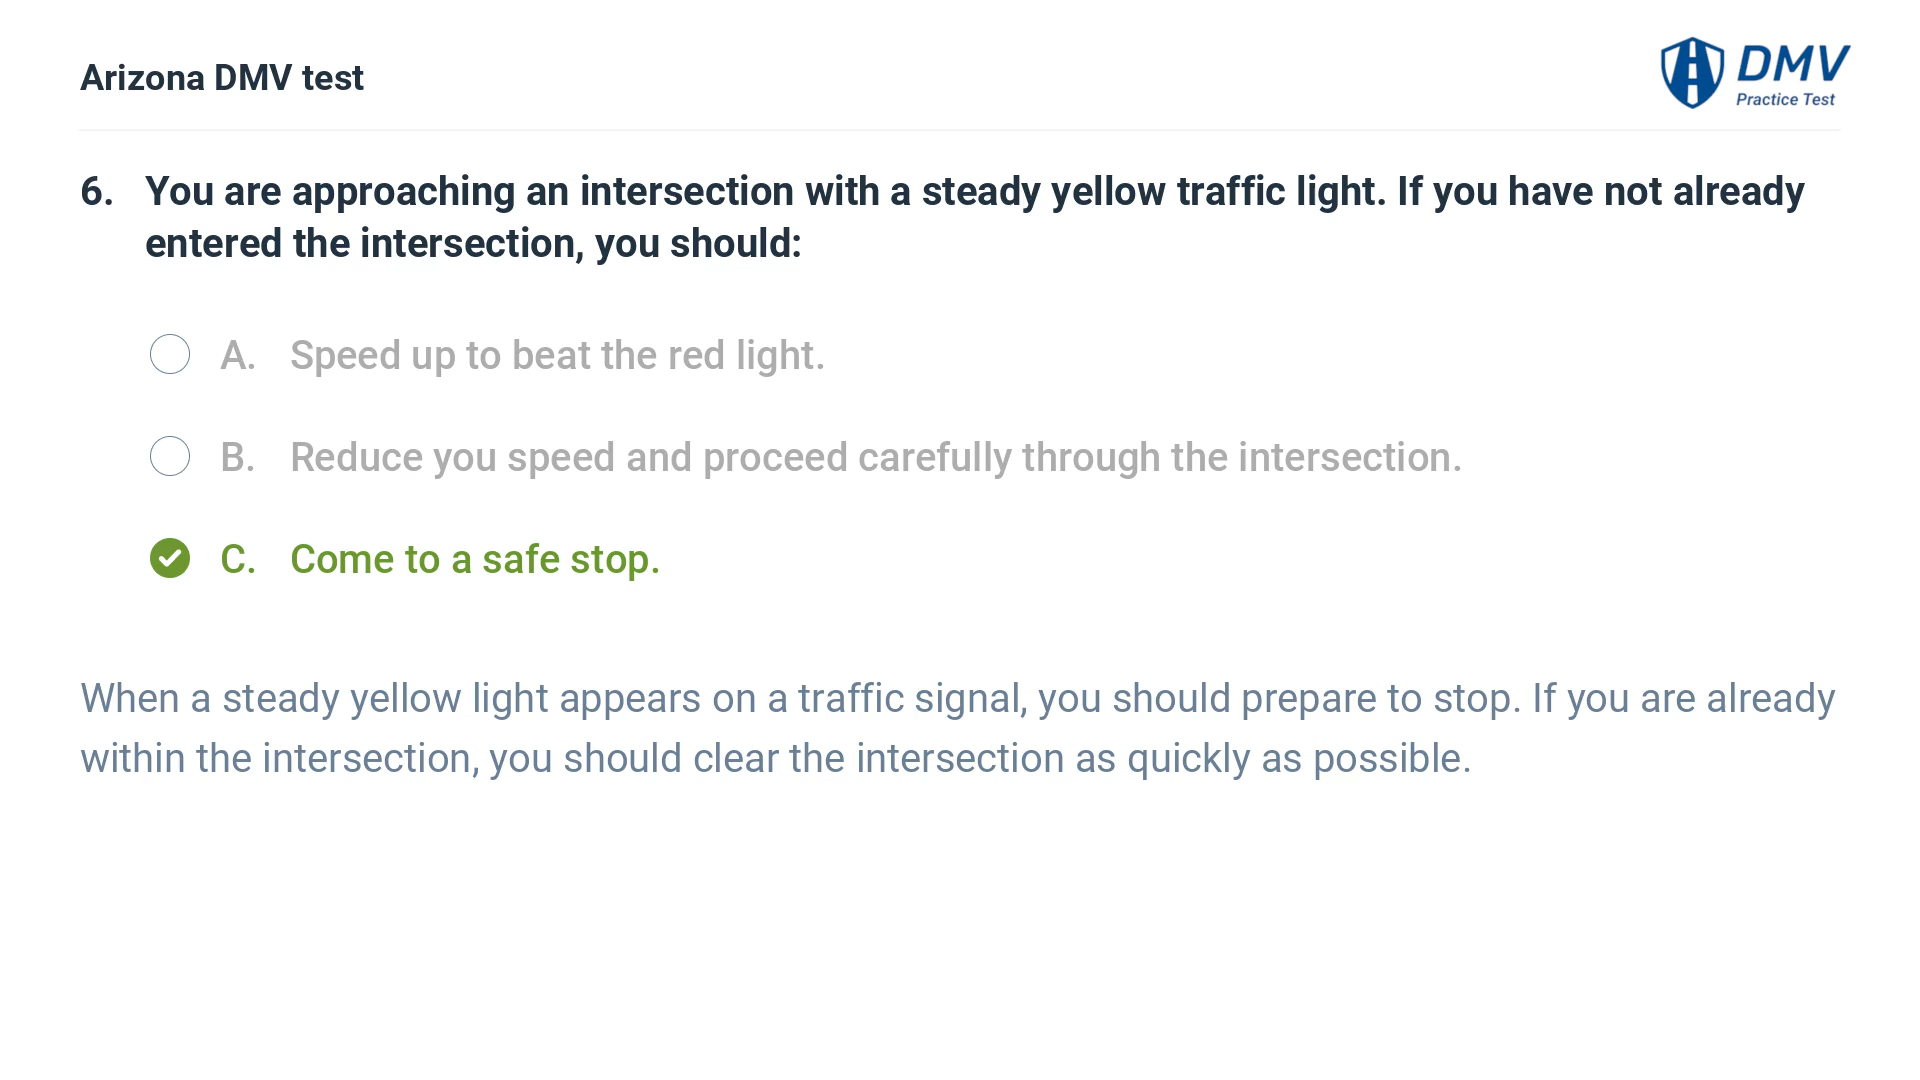 Arizona DMV test
DMV
Practice Test
6. You are approaching an intersection with a steady yellow traffic light. If you have not already
entered the intersection, you should:
A. Speed up to beat the red light.
B. Reduce you speed and proceed carefully through the intersection.
C. Come to a safe stop.
When a steady yellow light appears on a traffic signal, you should prepare to stop. If you are already
within the intersection, you should clear the intersection as quickly as possible.